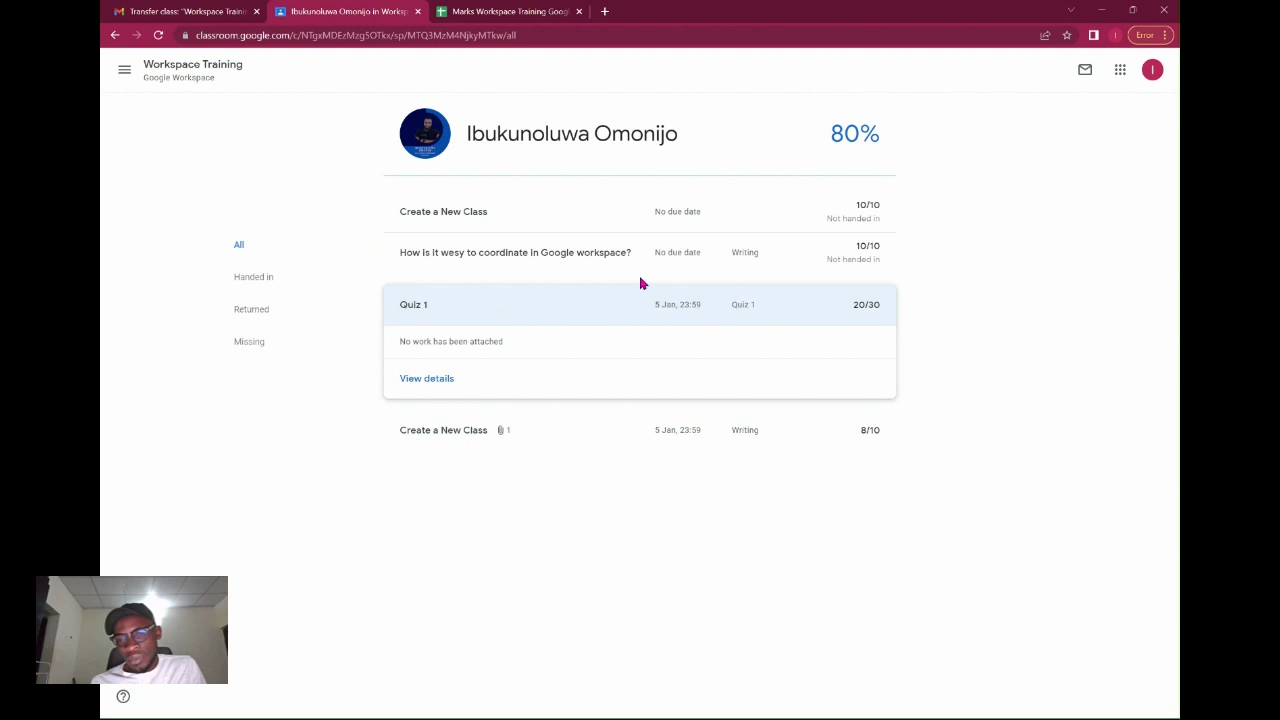 Transfer class: "Workspace Trainin
Ibukunoluwa Omonijo in Worksp
Marks Workspace Training Googl
classroom.google.com/c/NTgxMDEzMzg5OTkx/sp/MTQ3MzM4NjkyMTkw/all
Error
Workspace Training
Google Workspace
I
Ibukunoluwa Omonijo
80%
Create a New Class
No due date
10/10
Not handed in
All
How is it wesy to coordinate in Google workspace?
No due date
Writing
10/10
Not handed in
Handed in
Quiz 1
5 Jan, 23:59
Quiz 1
20/30
Returned
No work has been attached
Missing
View details
Create a New Class
1
5 Jan, 23:59
Writing
8/10